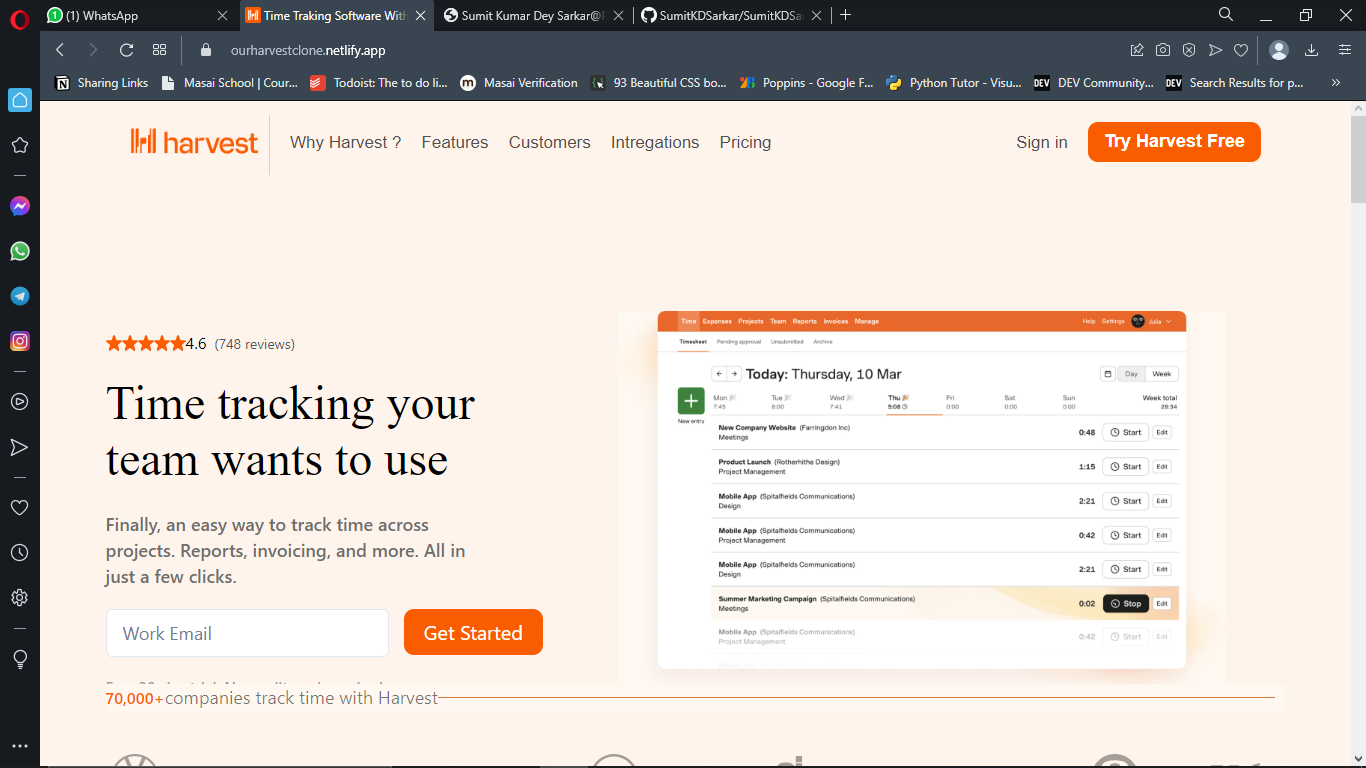 (1) WhatsApp
Time Traking Software With
Sumit Kumar Dey Sarkar@
SumitKDSarkar/SumitKDSa
ourharvestclone.netlify.app
Sharing Links
Masai School | Cour...
Todoist: The to do li...
Masai Verification
93 Beautiful CSS bo...
Poppins - Google F...
Python Tutor - Visu...
DEV Community...
Search Results for p...
harvest
Why Harvest ?
Features
Customers
Intregations
Pricing
Sign in
Try Harvest Free
4.6 (748 reviews)
Time tracking your
team wants to use
Finally, an easy way to track time across
projects. Reports, invoicing, and more. All in
just a few clicks.
Work Email
Get Started
70,000+companies track time with Harvest
Time Expenses Projects Team Reports Invoices Manage
Help Settings Julia
Timesheet Pending approval Unsubmitted Archive
Today: Thursday, 10 Mar
Day Week
New entry
Mon Tue Wed Thu Fri Sat Sun Week total
7:45 8:00 7:41 5:08 0:00 0:00 0:00 28:34
New Company Website (Farringdon Inc)
Meetings
0:48 Start Edit
Product Launch (Rotherhithe Design)
Project Management
1:15 Start Edit
Mobile App (Spitalfields Communications)
Design
2:21 Start Edit
Mobile App (Spitalfields Communications)
Project Management
0:42 Start Edit
Mobile App (Spitalfields Communications)
Design
2:21 Start Edit
Summer Marketing Campaign (Spitalfields Communications)
Meetings
0:02 Stop Edit
Mobile App (Spitalfields Communications)
Project Management
0:42 Start Edit